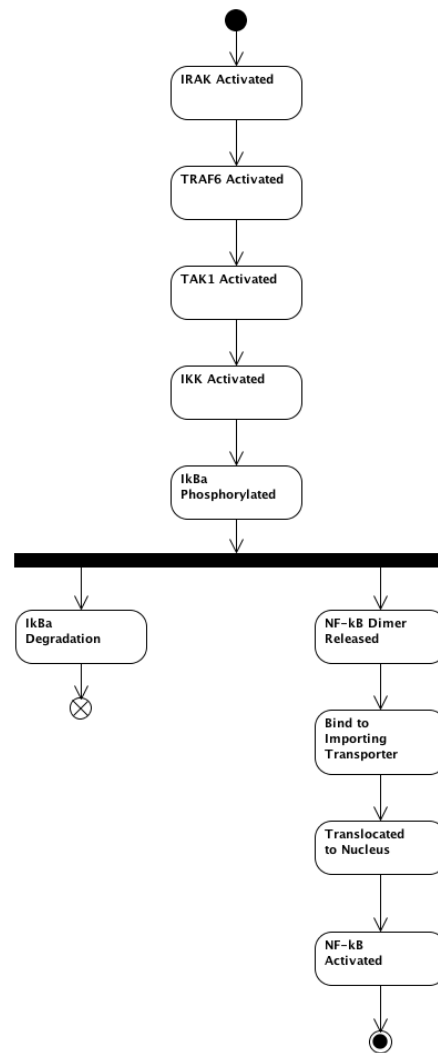 IRAK Activated
TRAF6 Activated
TAK1 Activated
IKK Activated
IkBa
Phosphorylated
IkBa
Degradation
NF-kB Dimer
Released
Bind to
Importing
Transporter
Translocated
to Nucleus
NF-kB
Activated